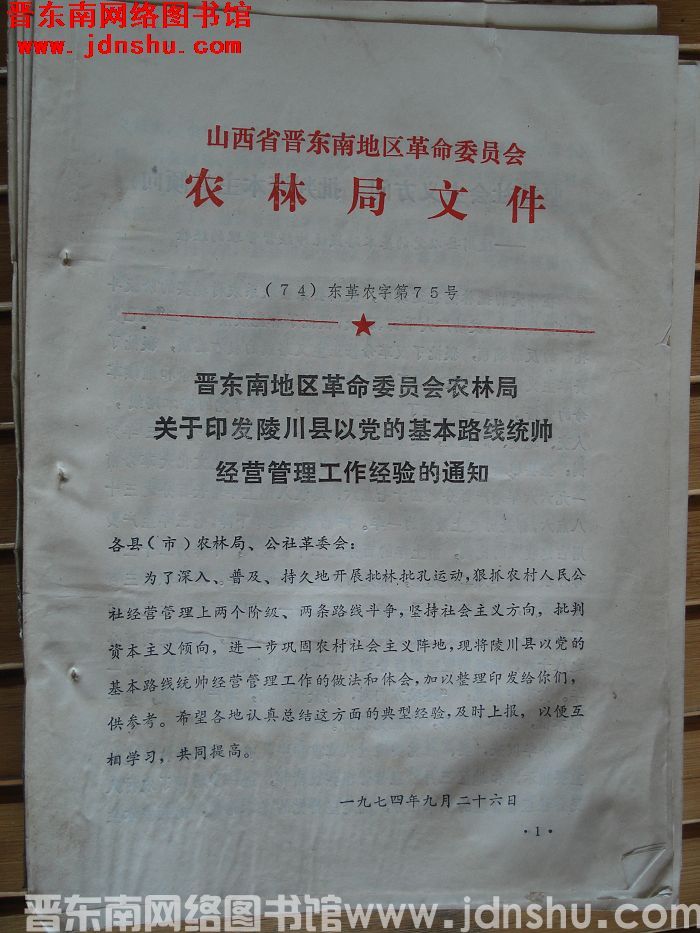 晋东南网络图书馆
www.jdnshu.com
山西省晋东南地区革命委员会
农林局文件
(74)东革农字第75号
晋东南地区革命委员会农林局
关于印发陵川县以党的基本路线统帅
经营管理工作经验的通知
各县(市)农林局、公社革委会:
为了深入、普及、持久地开展批林批孔运动,狠抓农村人民公
社经营管理上两个阶级、两条路线斗争,坚持社会主义方向,批判
资本主义倾向,进一步巩固农村社会主义阵地,现将陵川县以党的
基本路线统帅经营管理工作的做法和体会,加以整理印发给你们,
供参考。希望各地认真总结这方面的典型经验,及时上报,以便互
相学习,共同提高。
一九七四年九月二十六日
·1·
晋东南网络图书馆www.jdnshu.com